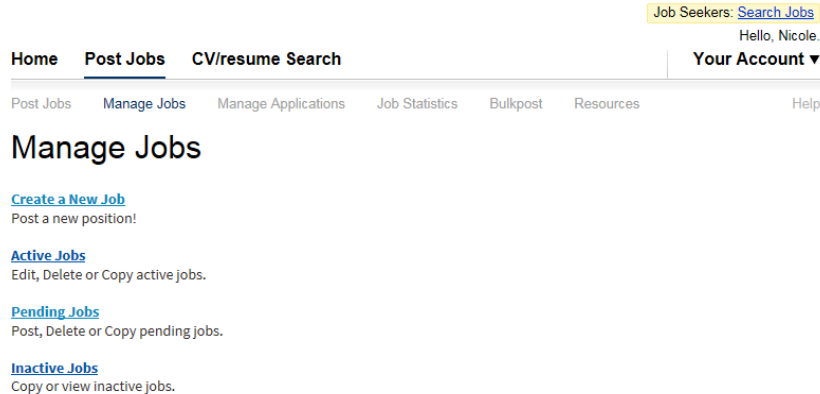 Job Seekers: Search Jobs
Hello, Nicole.
Home Post Jobs CV/resume Search Your Account ▼
Post Jobs Manage Jobs Manage Applications Job Statistics Bulkpost Resources Help
Manage Jobs
Create a New Job
Post a new position!
Active Jobs
Edit, Delete or Copy active jobs.
Pending Jobs
Post, Delete or Copy pending jobs.
Inactive Jobs
Copy or view inactive jobs.